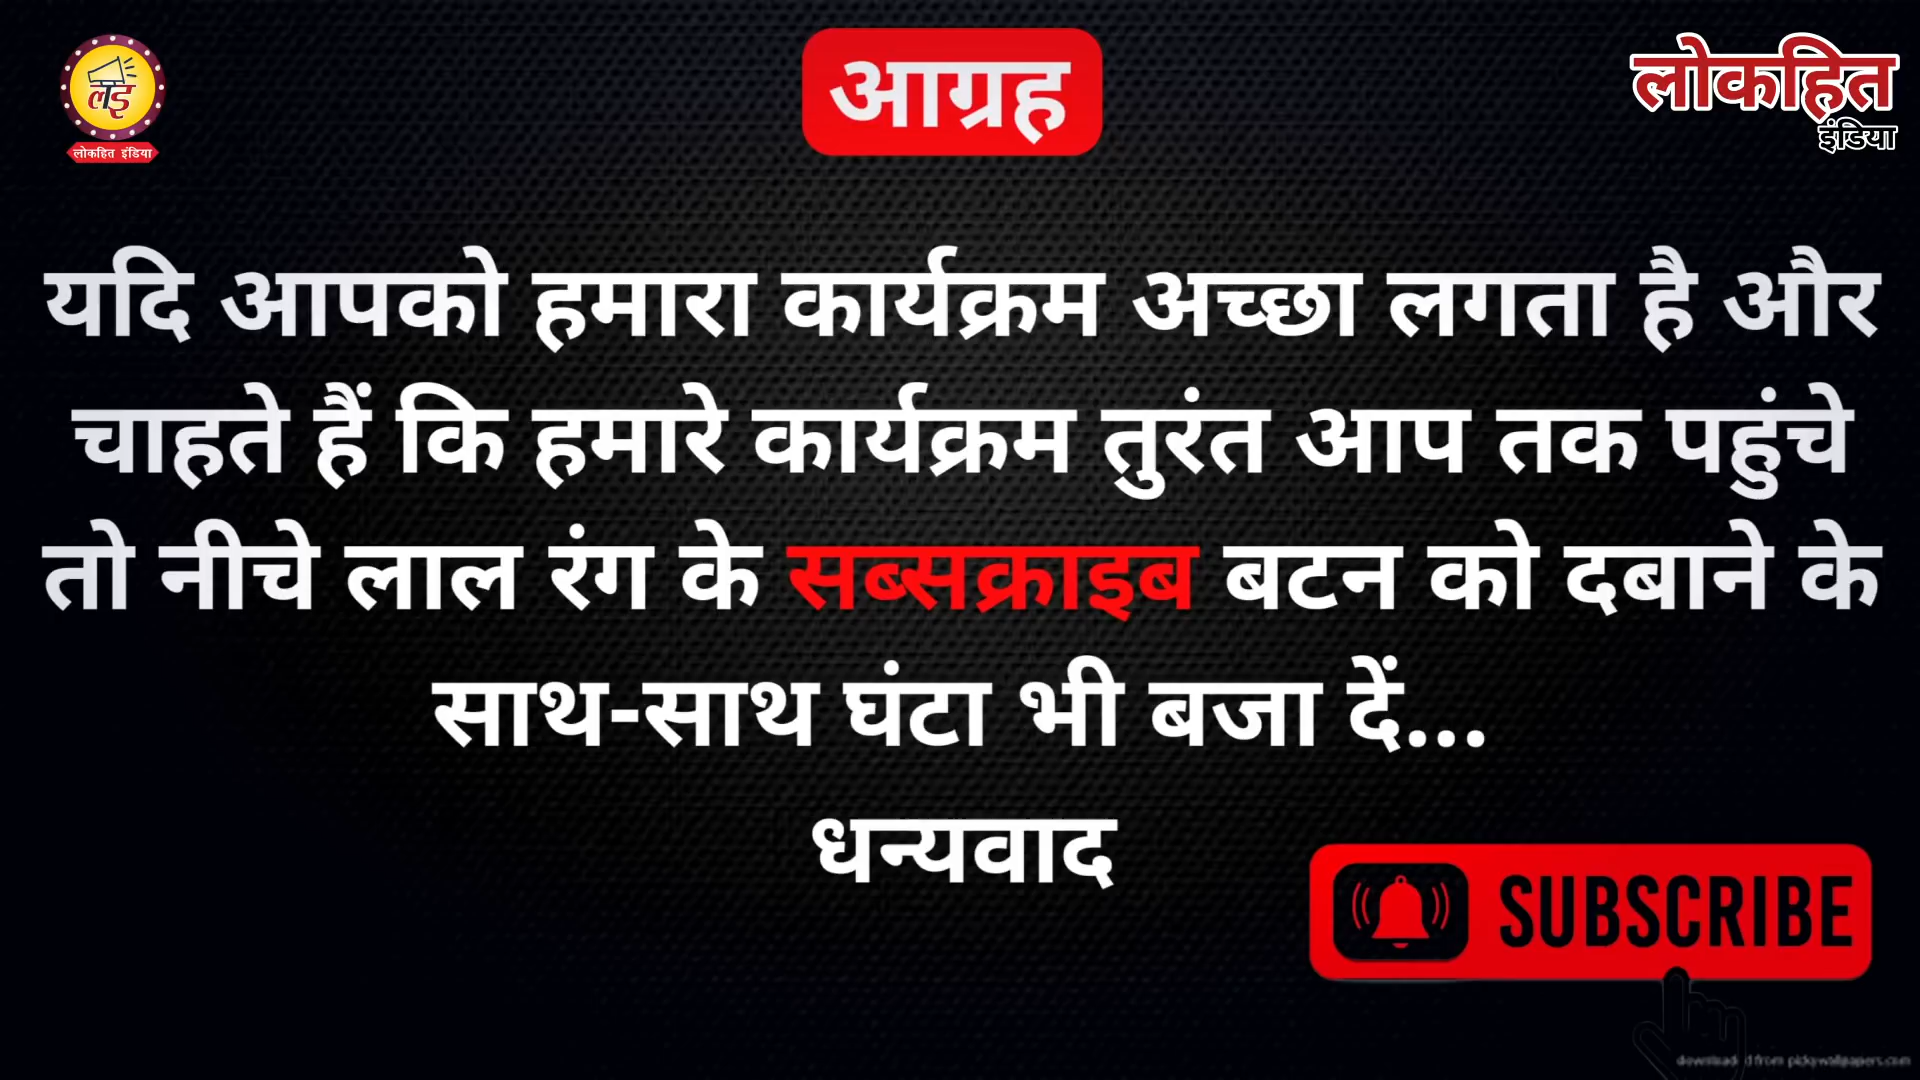 आग्रह
लोकहित
इंडिया
लइ
लोकहित इंडिया
यदि आपको हमारा कार्यक्रम अच्छा लगता है और
चाहते हैं कि हमारे कार्यक्रम तुरंत आप तक पहुंचे
तो नीचे लाल रंग के सब्सक्राइब बटन को दबाने के
साथ-साथ घंटा भी बजा दें...
धन्यवाद
SUBSCRIBE